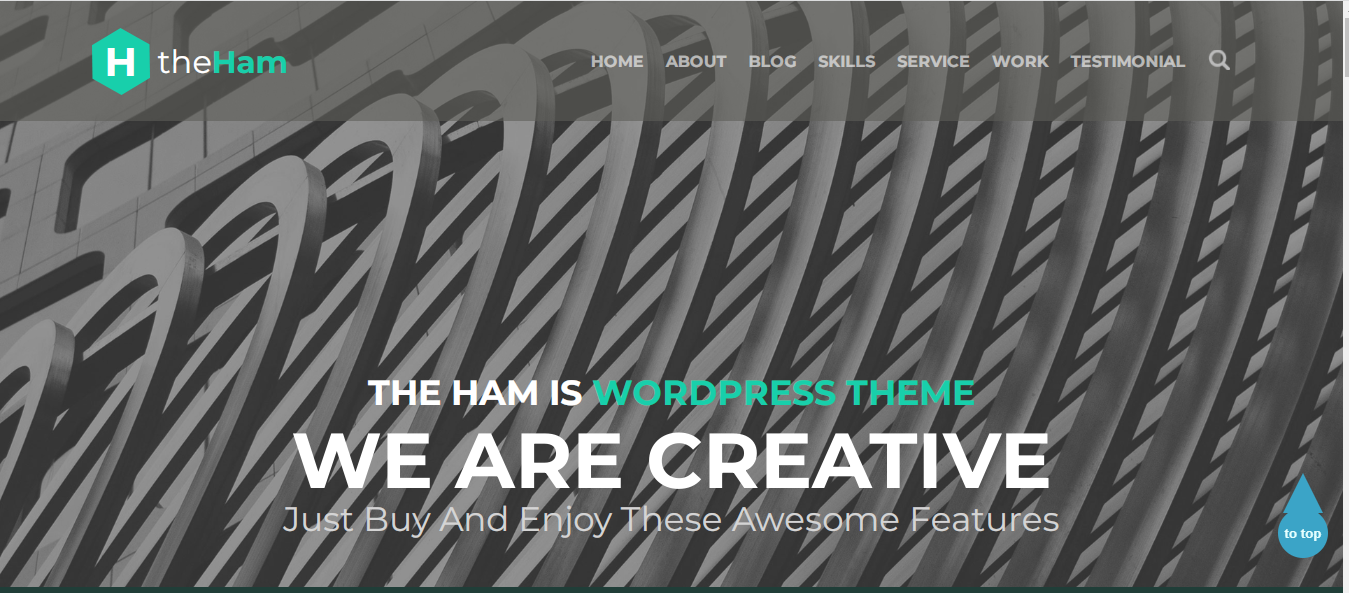 H theHam
HOME ABOUT BLOG SKILLS SERVICE WORK TESTIMONIAL
THE HAM IS WORDPRESS THEME
WE ARE CREATIVE
Just Buy And Enjoy These Awesome Features
to top